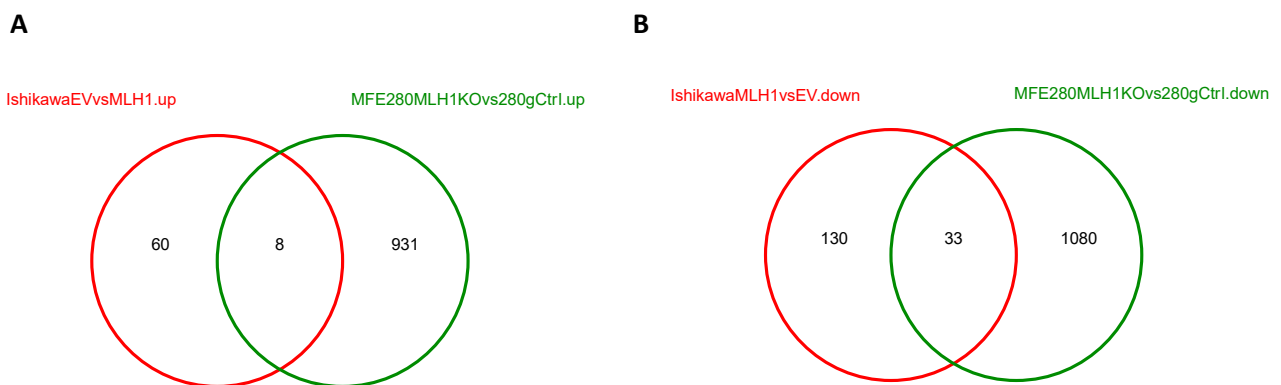 A
B
IshikawaEVvsMLH1.up
MFE280MLH1KOvs280gCtrl.up
IshikawaMLH1vsEV.down
MFE280MLH1KOvs280gCtrl.down
60
8
931
130
33
1080